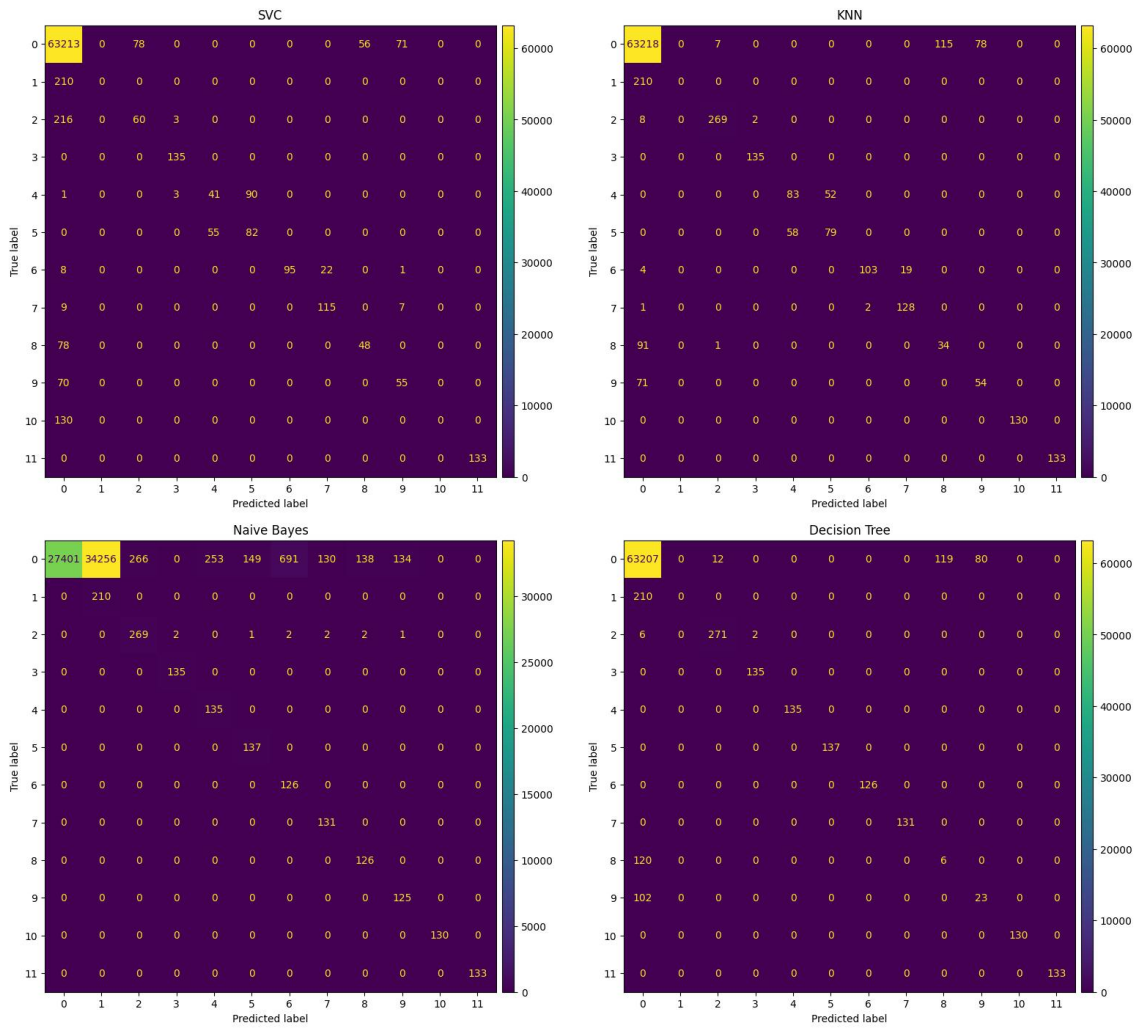 SVC
True label
0 63213 0 78 0 0 0 0 0 56 71 0 0
1 210 0 0 0 0 0 0 0 0 0 0 0
2 216 0 60 3 0 0 0 0 0 0 0 0
3 0 0 0 135 0 0 0 0 0 0 0 0
4 1 0 0 3 41 90 0 0 0 0 0 0
5 0 0 0 0 55 82 0 0 0 0 0 0
6 8 0 0 0 0 0 95 22 0 1 0 0
7 9 0 0 0 0 0 0 115 0 7 0 0
8 78 0 0 0 0 0 0 0 48 0 0 0
9 70 0 0 0 0 0 0 0 0 55 0 0
10 130 0 0 0 0 0 0 0 0 0 0 0
11 0 0 0 0 0 0 0 0 0 0 0 133
0 1 2 3 4 5 6 7 8 9 10 11
Predicted label
60000
50000
40000
30000
20000
10000
0
KNN
True label
0 63218 0 7 0 0 0 0 0 115 78 0 0
1 210 0 0 0 0 0 0 0 0 0 0 0
2 8 0 269 2 0 0 0 0 0 0 0 0
3 0 0 0 135 0 0 0 0 0 0 0 0
4 0 0 0 0 83 52 0 0 0 0 0 0
5 0 0 0 0 58 79 0 0 0 0 0 0
6 4 0 0 0 0 0 103 19 0 0 0 0
7 1 0 0 0 0 0 2 128 0 0 0 0
8 91 0 1 0 0 0 0 0 34 0 0 0
9 71 0 0 0 0 0 0 0 0 54 0 0
10 0 0 0 0 0 0 0 0 0 0 130 0
11 0 0 0 0 0 0 0 0 0 0 0 133
0 1 2 3 4 5 6 7 8 9 10 11
Predicted label
60000
50000
40000
30000
20000
10000
0
Naive Bayes
True label
0 27401 34256 266 0 253 149 691 130 138 134 0 0
1 0 210 0 0 0 0 0 0 0 0 0 0
2 0 0 269 2 0 1 2 2 2 1 0 0
3 0 0 0 135 0 0 0 0 0 0 0 0
4 0 0 0 0 135 0 0 0 0 0 0 0
5 0 0 0 0 0 137 0 0 0 0 0 0
6 0 0 0 0 0 0 126 0 0 0 0 0
7 0 0 0 0 0 0 0 131 0 0 0 0
8 0 0 0 0 0 0 0 0 126 0 0 0
9 0 0 0 0 0 0 0 0 0 125 0 0
10 0 0 0 0 0 0 0 0 0 0 130 0
11 0 0 0 0 0 0 0 0 0 0 0 133
0 1 2 3 4 5 6 7 8 9 10 11
Predicted label
30000
25000
20000
15000
10000
5000
0
Decision Tree
True label
0 63207 0 12 0 0 0 0 0 119 80 0 0
1 210 0 0 0 0 0 0 0 0 0 0 0
2 6 0 271 2 0 0 0 0 0 0 0 0
3 0 0 0 135 0 0 0 0 0 0 0 0
4 0 0 0 0 135 0 0 0 0 0 0 0
5 0 0 0 0 0 137 0 0 0 0 0 0
6 0 0 0 0 0 0 126 0 0 0 0 0
7 0 0 0 0 0 0 0 131 0 0 0 0
8 120 0 0 0 0 0 0 0 6 0 0 0
9 102 0 0 0 0 0 0 0 0 23 0 0
10 0 0 0 0 0 0 0 0 0 0 130 0
11 0 0 0 0 0 0 0 0 0 0 0 133
0 1 2 3 4 5 6 7 8 9 10 11
Predicted label
60000
50000
40000
30000
20000
10000
0